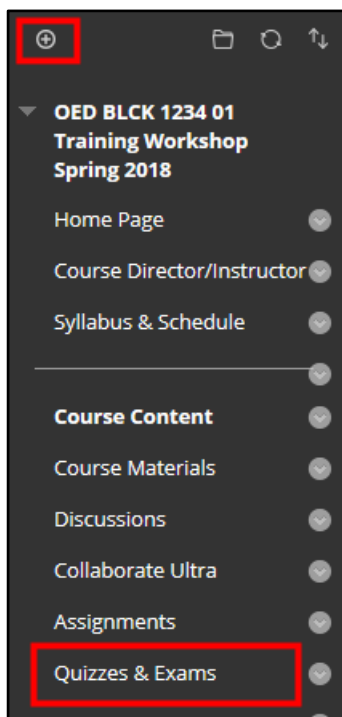 OED BLCK 1234 01
Training Workshop
Spring 2018
Home Page
Course Director/Instructor
Syllabus & Schedule
Course Content
Course Materials
Discussions
Collaborate Ultra
Assignments
Quizzes & Exams